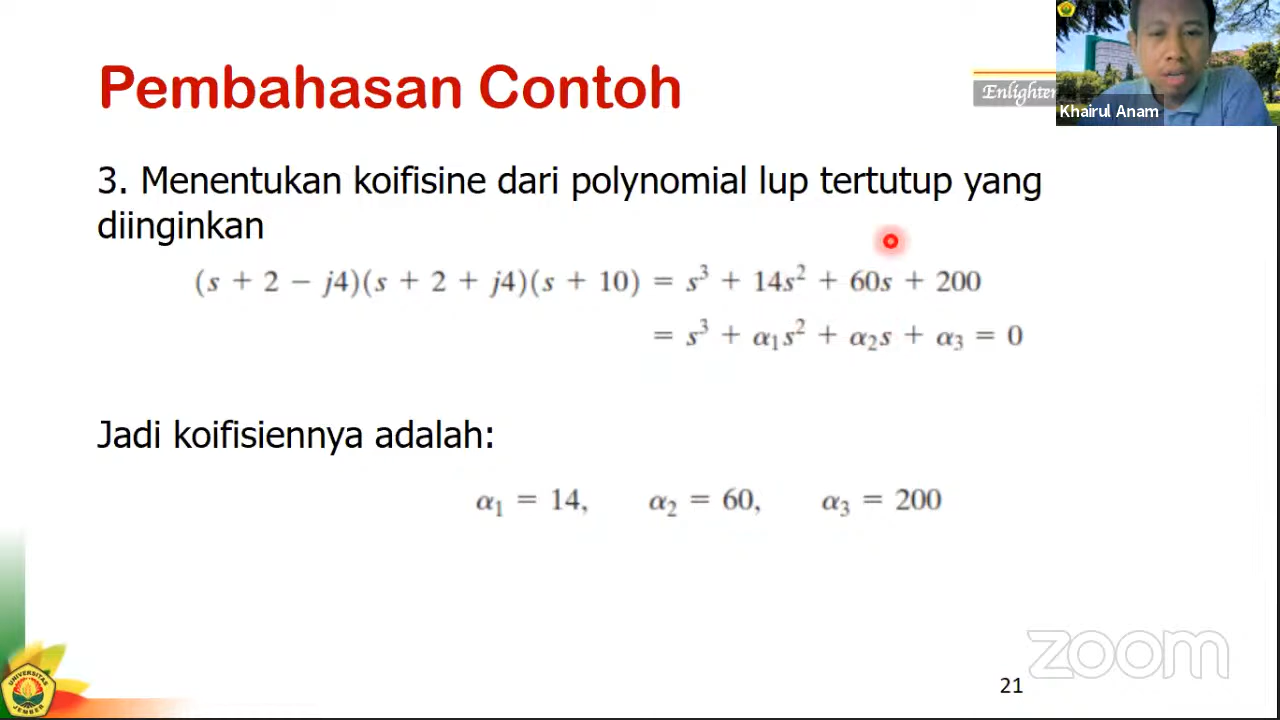 Pembahasan Contoh
Enlighten
Khairul Anam
3. Menentukan koifisine dari polynomial lup tertutup yang
diinginkan
(s + 2 − j4)(s + 2 + j4)(s + 10) = s³ + 14s² + 60s + 200
= s³ + α₁s² + α₂s + α₃ = 0
Jadi koifisiennya adalah:
α₁ = 14, α₂ = 60, α₃ = 200
zoom
21
UNIVERSITAS
JEMBER